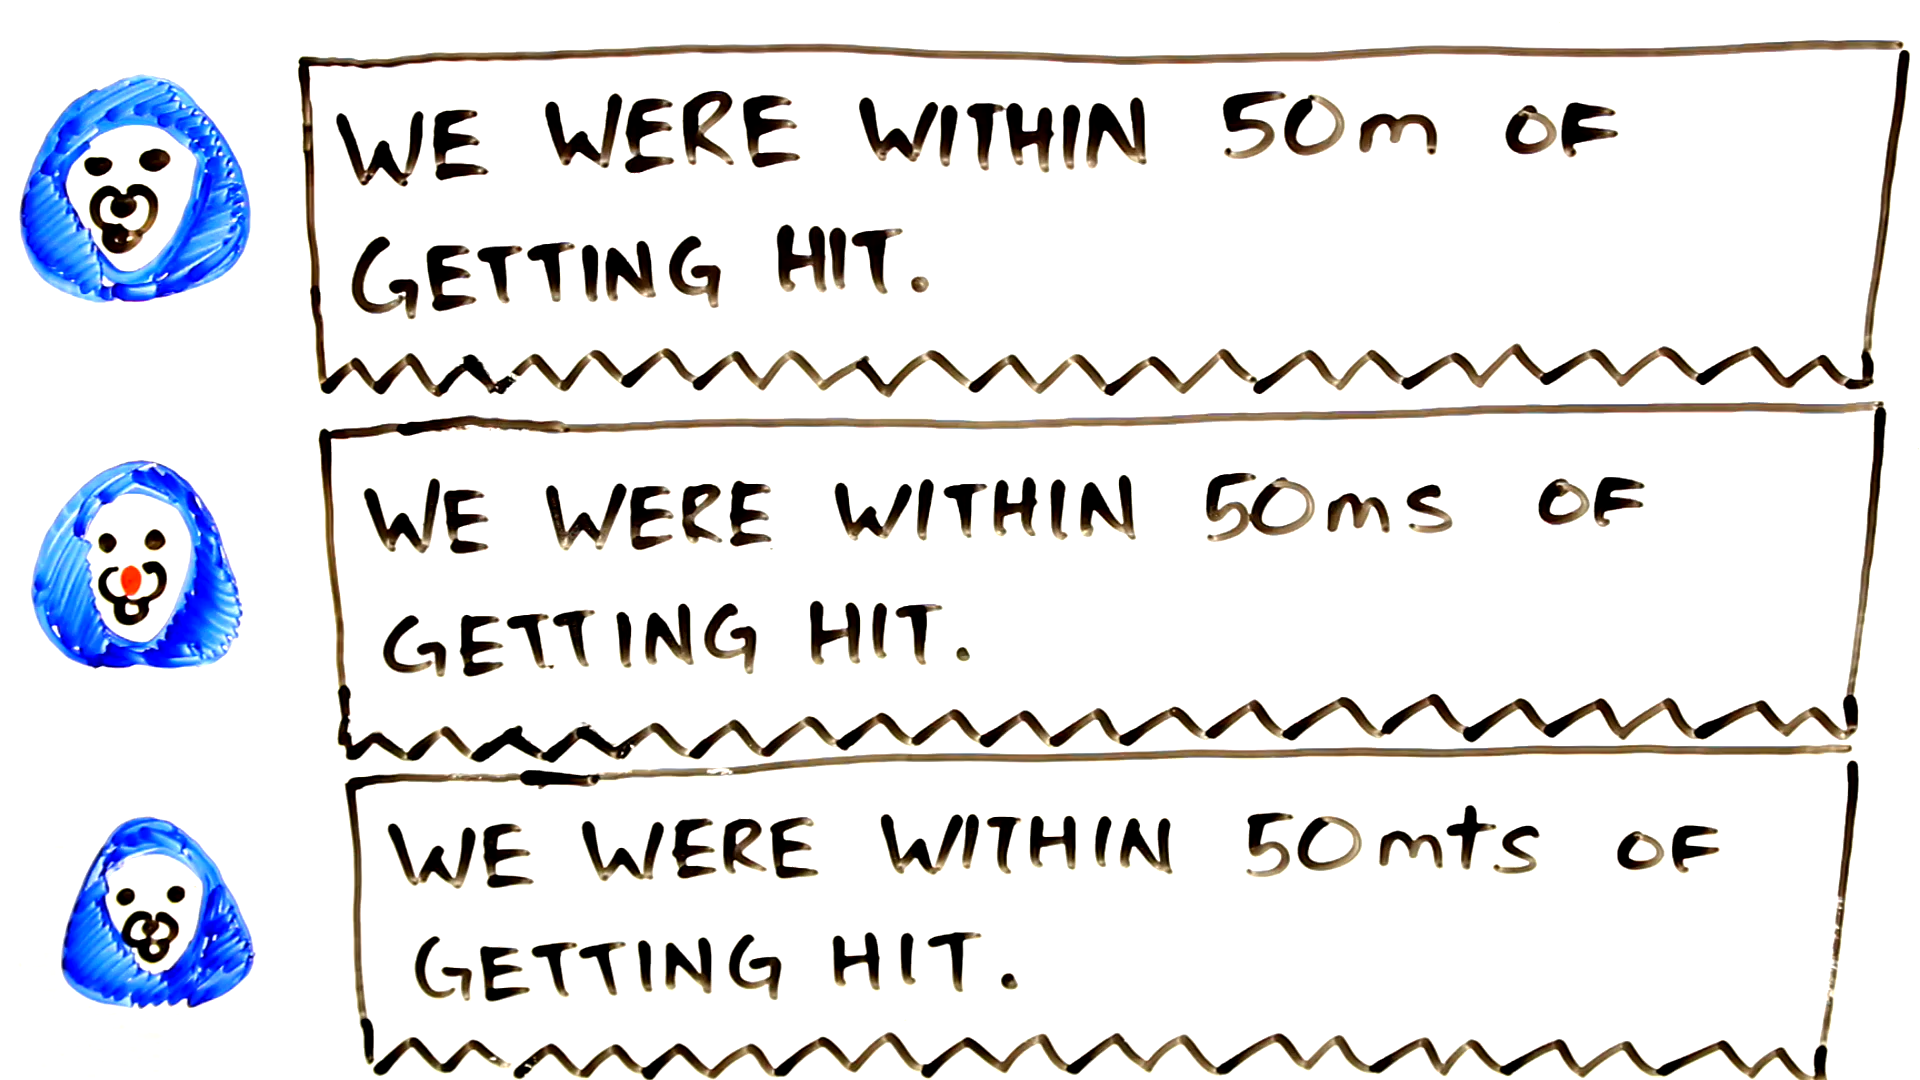 WE WERE WITHIN 50m OF
GETTING HIT.
WE WERE WITHIN 50ms OF
GETTING HIT.
WE WERE WITHIN 50mts OF
GETTING HIT.